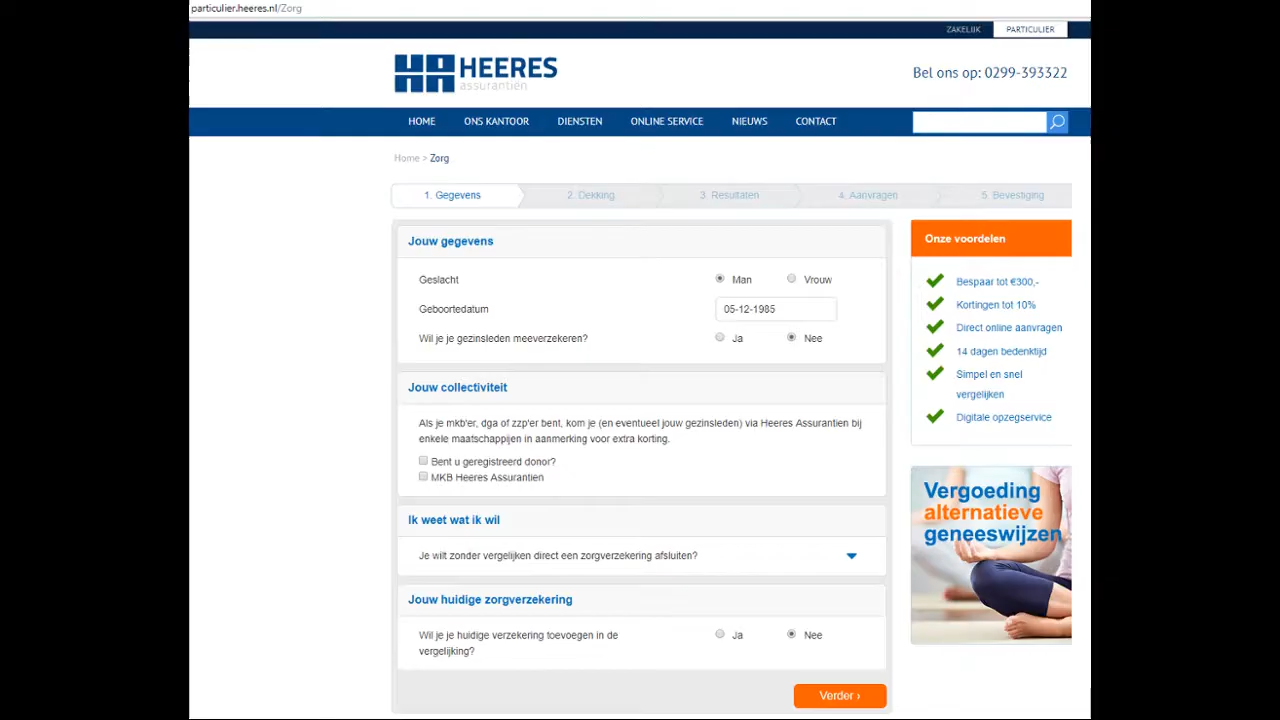 particulier.heeres.nl/Zorg
ZAKELIJK PARTICULIER
HEERES
assurantiën
Bel ons op: 0299-393322
HOME ONS KANTOOR DIENSTEN ONLINE SERVICE NIEUWS CONTACT
Home > Zorg
1. Gegevens 2. Dekking 3. Resultaten 4. Aanvragen 5. Bevestiging
Jouw gegevens
Geslacht Man Vrouw
Geboortedatum 05-12-1985
Wil je je gezinsleden meeverzekeren? Ja Nee
Jouw collectiviteit
Als je mkb'er, dga of zzp'er bent, kom je (en eventueel jouw gezinsleden) via Heeres Assurantien bij
enkele maatschappijen in aanmerking voor extra korting.
Bent u geregistreerd donor?
MKB Heeres Assurantien
Ik weet wat ik wil
Je wilt zonder vergelijken direct een zorgverzekering afsluiten?
Jouw huidige zorgverzekering
Wil je je huidige verzekering toevoegen in de
vergelijking?
Ja Nee
Verder ›
Onze voordelen
Bespaar tot €300,-
Kortingen tot 10%
Direct online aanvragen
14 dagen bedenktijd
Simpel en snel
vergelijken
Digitale opzegservice
Vergoeding
alternatieve
geneeswijzen